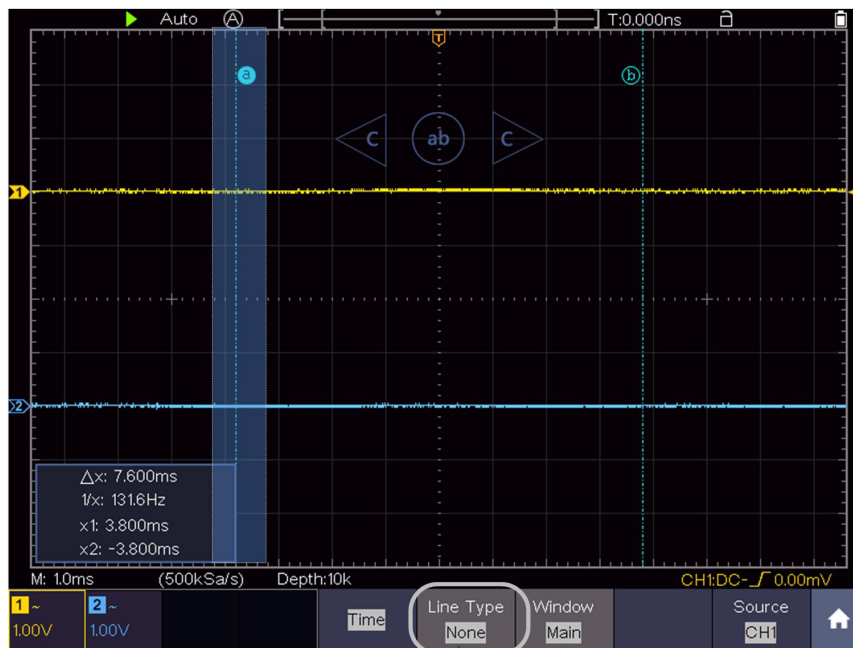 Auto A T:0.000ns
T
a b
C ab C
1
2
△x: 7.600ms
1/x: 131.6Hz
x1: 3.800ms
x2: -3.800ms
M: 1.0ms (500kSa/s) Depth:10k CH1:DC- 0.00mV
1 ~ 2 ~ Line Type Window Source
1.00V 1.00V Time None Main CH1